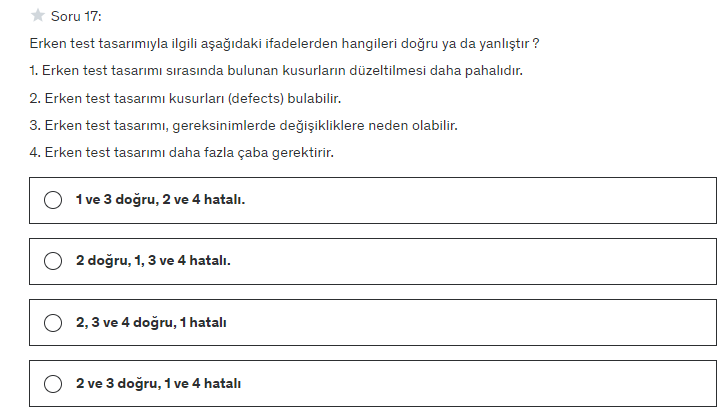 Soru 17:
Erken test tasarımıyla ilgili aşağıdaki ifadelerden hangileri doğru ya da yanlıştır ?
1. Erken test tasarımı sırasında bulunan kusurların düzeltilmesi daha pahalıdır.
2. Erken test tasarımı kusurları (defects) bulabilir.
3. Erken test tasarımı, gereksinimlerde değişikliklere neden olabilir.
4. Erken test tasarımı daha fazla çaba gerektirir.
1 ve 3 doğru, 2 ve 4 hatalı.
2 doğru, 1, 3 ve 4 hatalı.
2, 3 ve 4 doğru, 1 hatalı
2 ve 3 doğru, 1 ve 4 hatalı